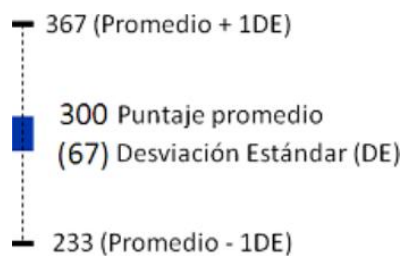 367 (Promedio + 1DE)
300 Puntaje promedio
(67) Desviación Estándar (DE)
233 (Promedio - 1DE)